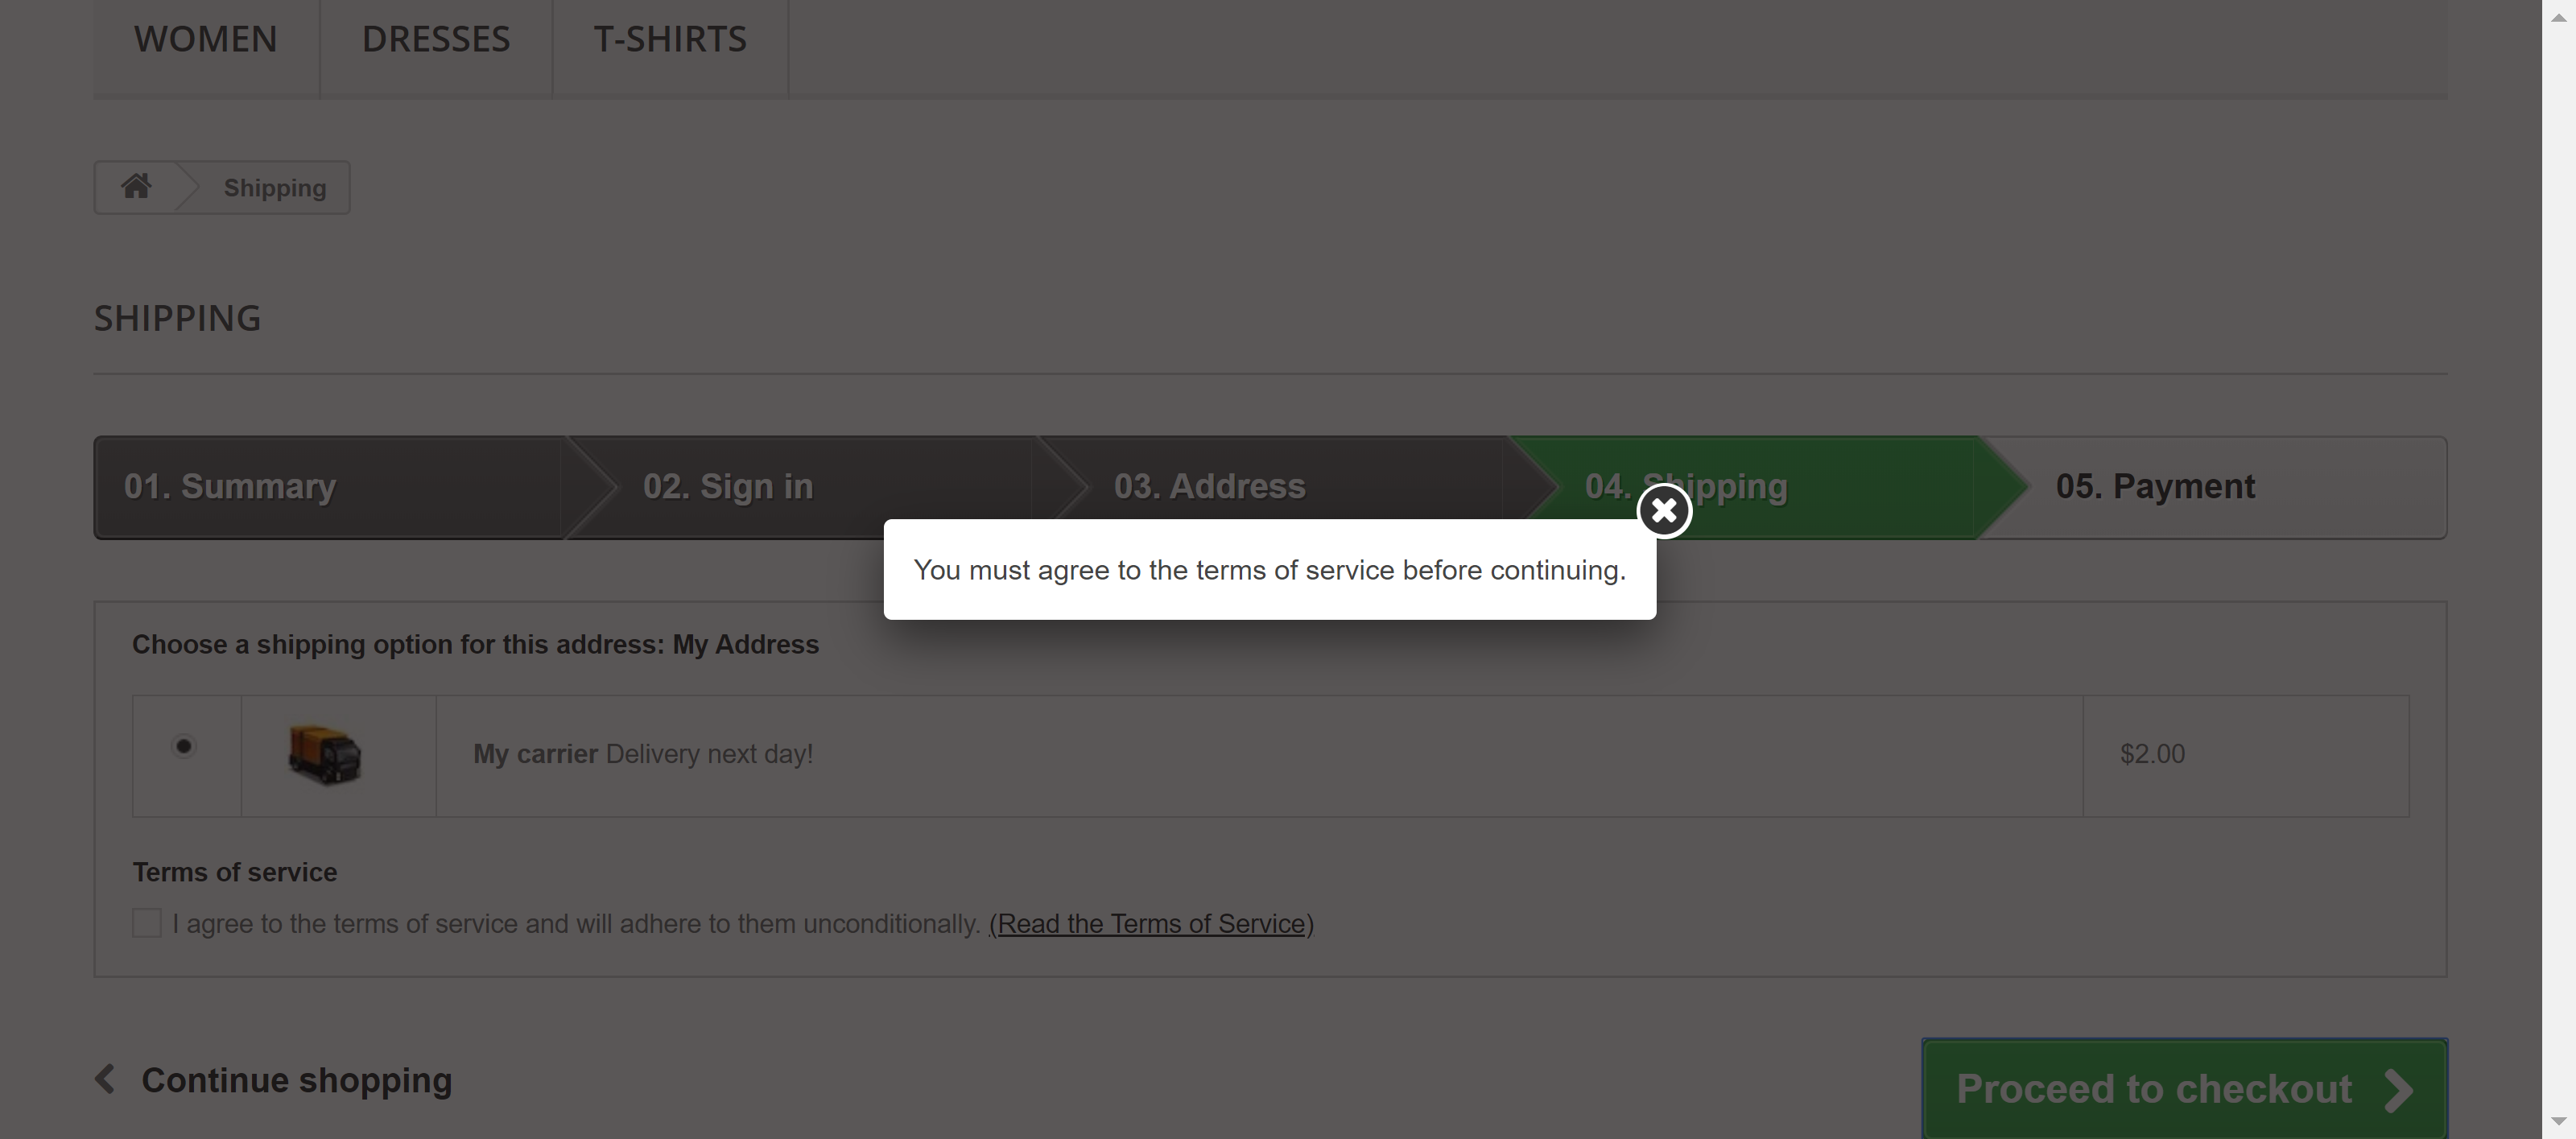 WOMEN
DRESSES
T-SHIRTS
Shipping
SHIPPING
01. Summary
02. Sign in
03. Address
04. Shipping
05. Payment
You must agree to the terms of service before continuing.
Choose a shipping option for this address: My Address
My carrier Delivery next day!
$2.00
Terms of service
I agree to the terms of service and will adhere to them unconditionally. (Read the Terms of Service)
Continue shopping
Proceed to checkout